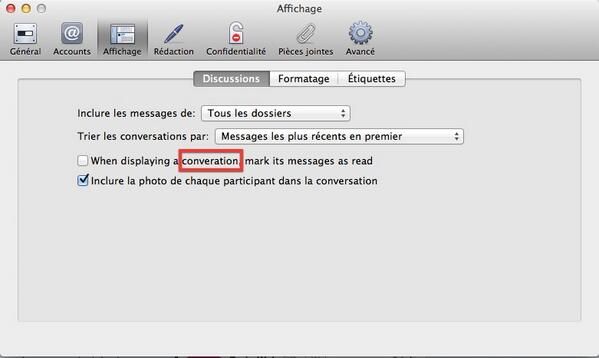 Affichage
Général Accounts Affichage Rédaction Confidentialité Pièces jointes Avancé
Discussions Formatage Étiquettes
Inclure les messages de: Tous les dossiers
Trier les conversations par: Messages les plus récents en premier
When displaying a converation, mark its messages as read
Inclure la photo de chaque participant dans la conversation